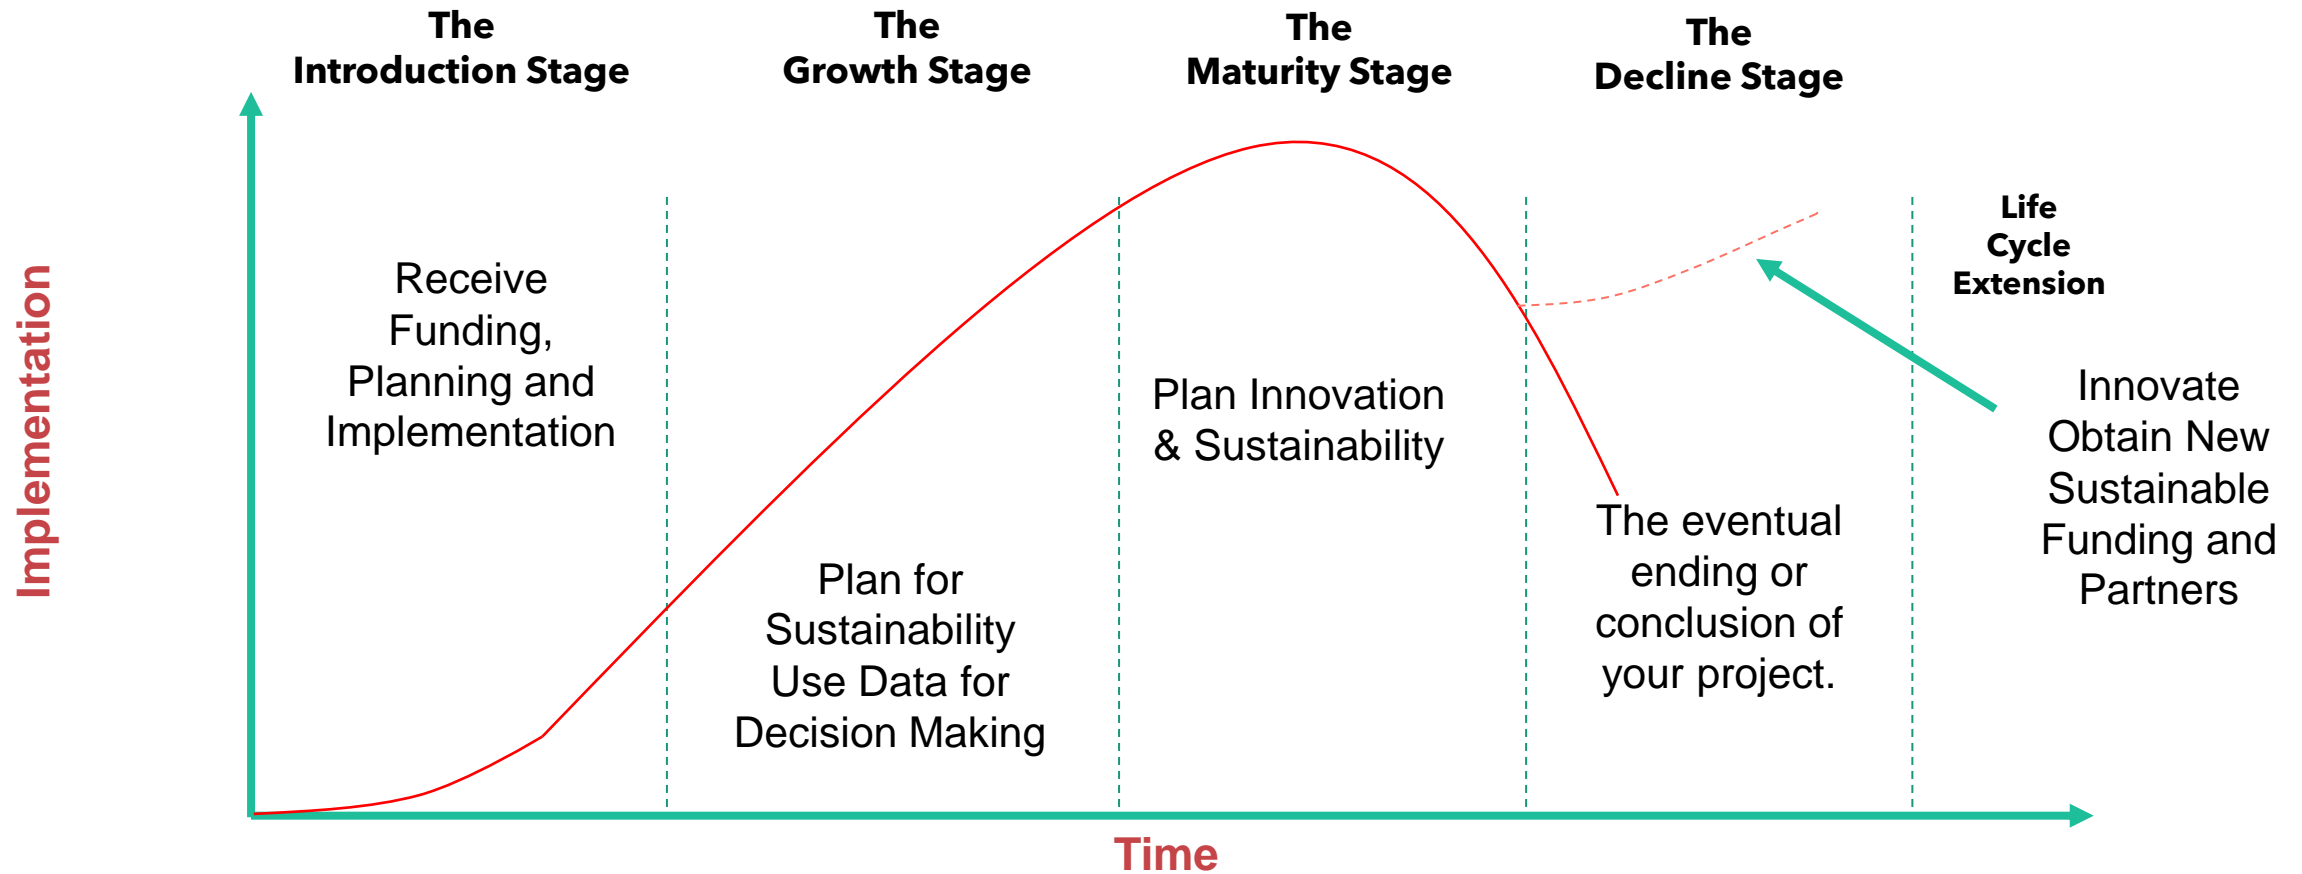 The
Introduction Stage
The
Growth Stage
The
Maturity Stage
The
Decline Stage
Implementation
Receive
Funding,
Planning and
Implementation
Plan for
Sustainability
Use Data for
Decision Making
Plan Innovation
& Sustainability
The eventual
ending or
conclusion of
your project.
Life
Cycle
Extension
Innovate
Obtain New
Sustainable
Funding and
Partners
Time